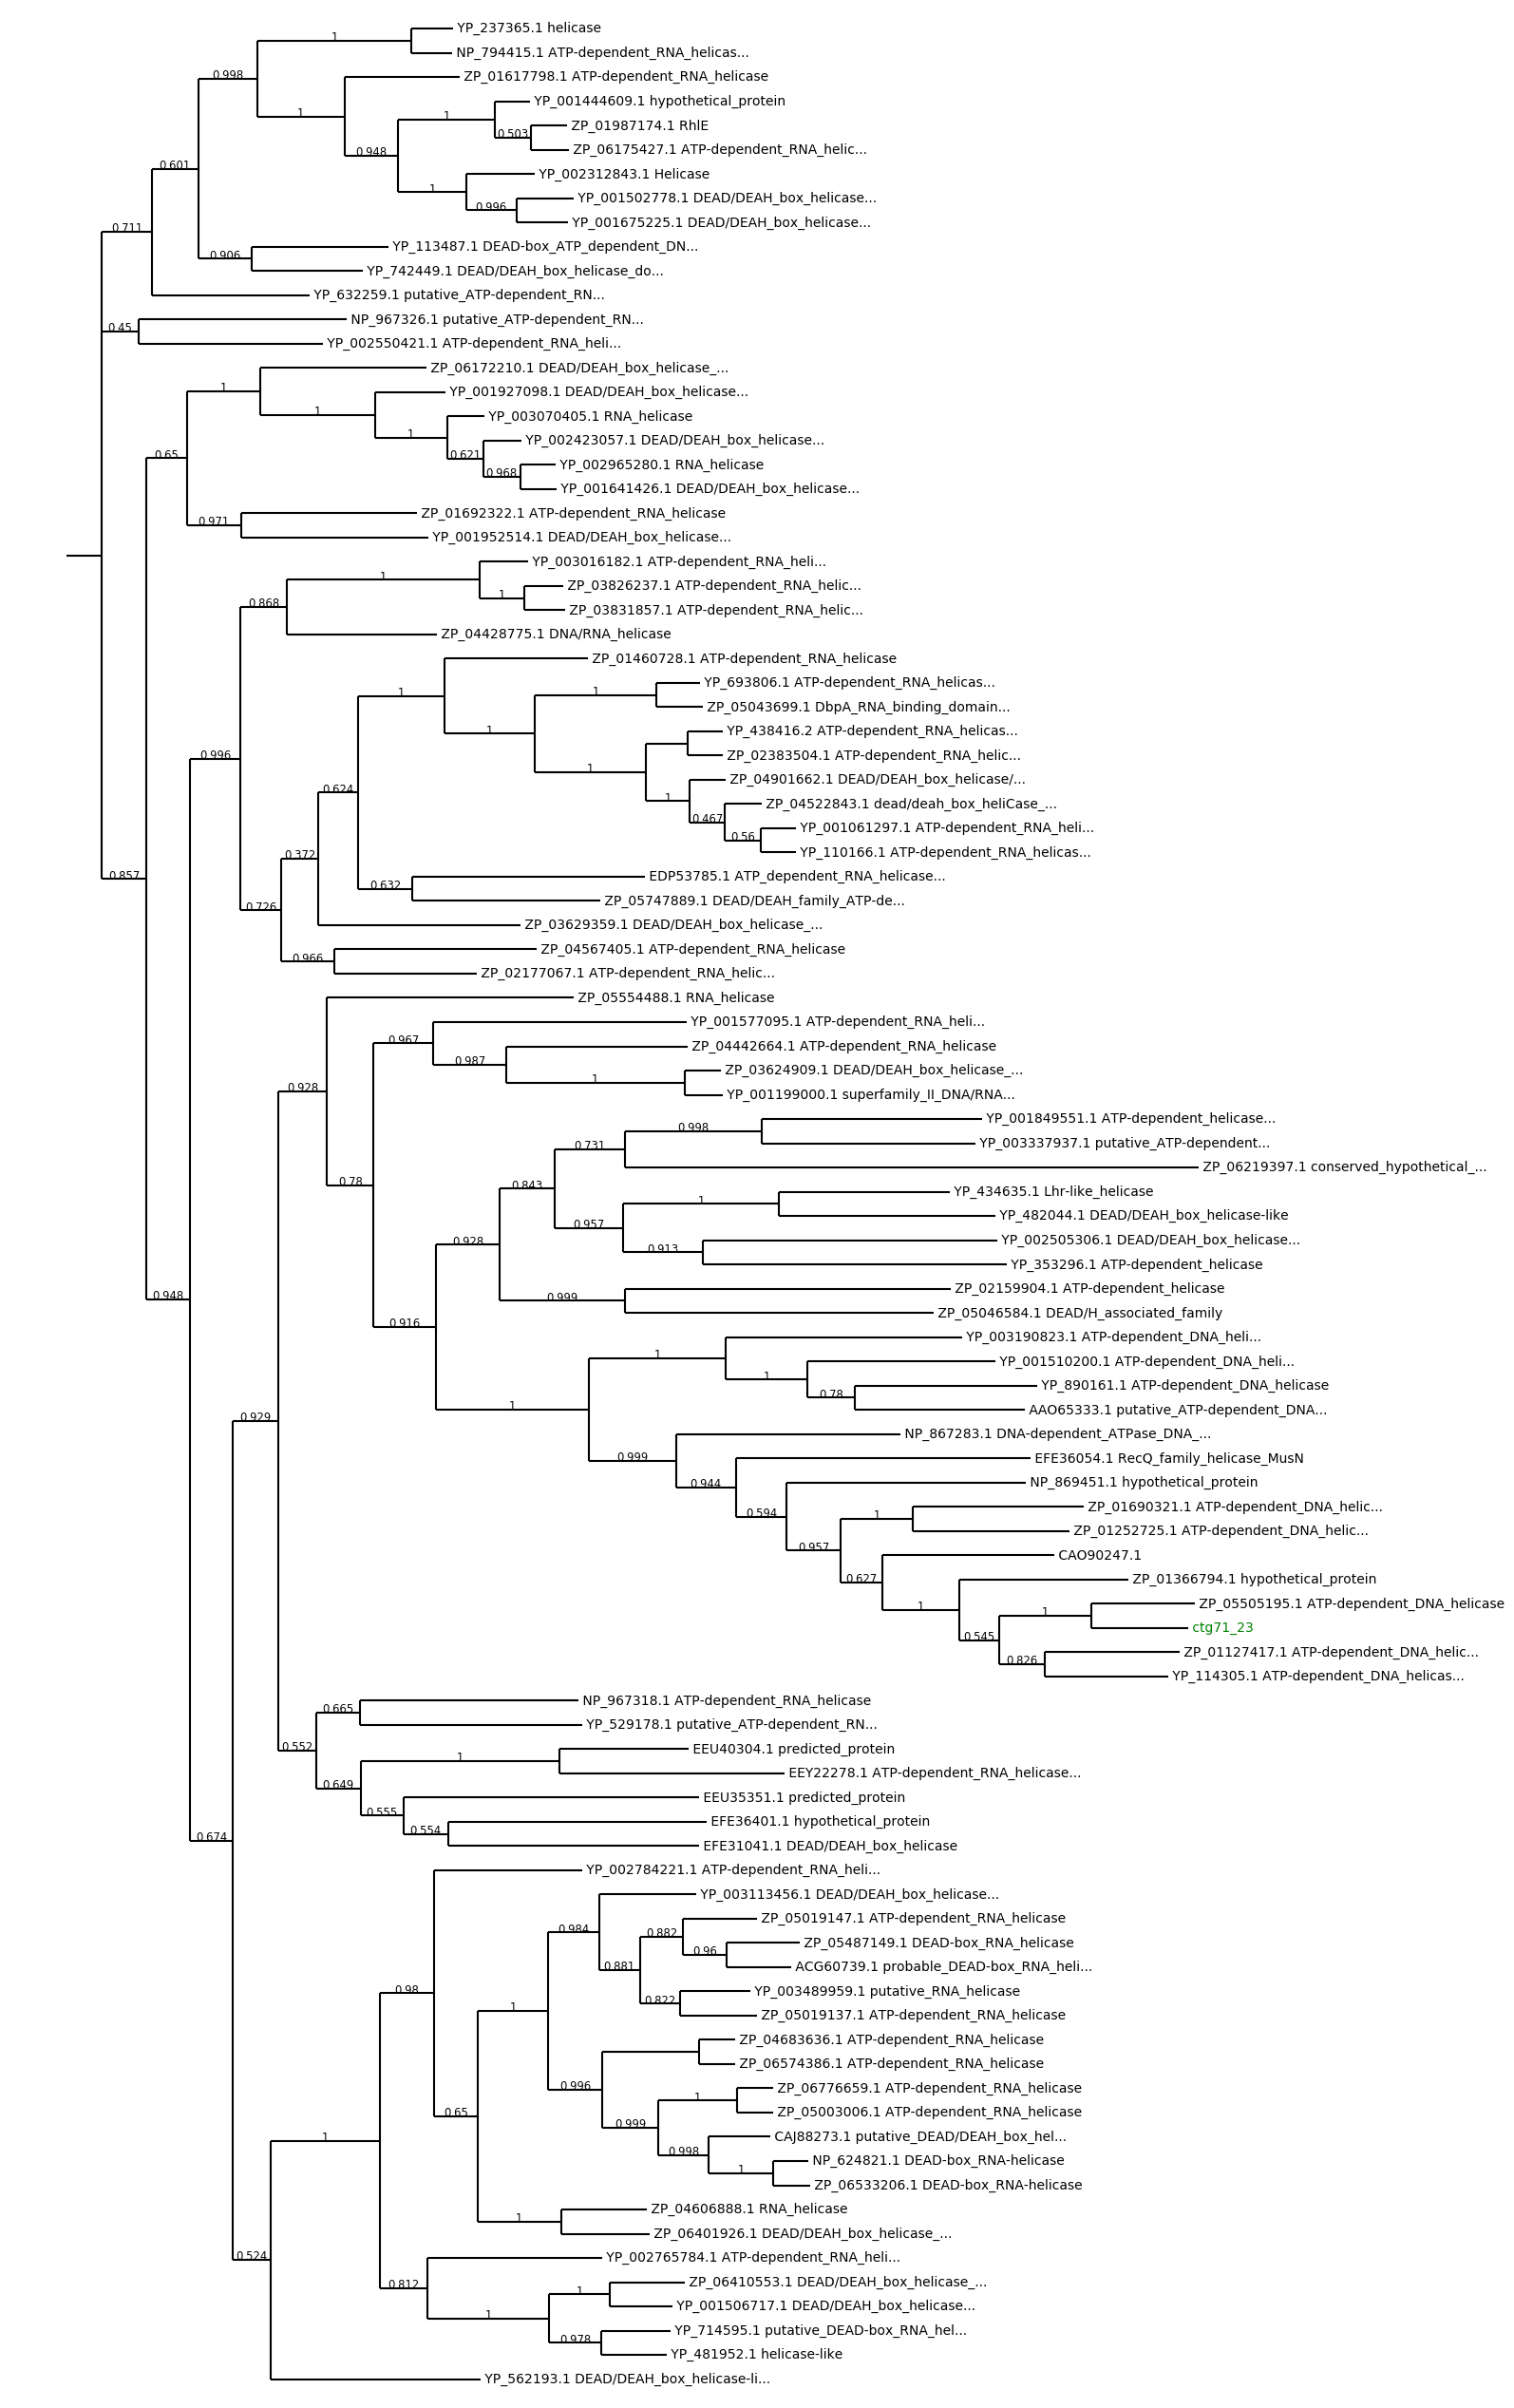 YP_237365.1 helicase
1
NP_794415.1 ATP-dependent_RNA_helicas...
0.998
ZP_01617798.1 ATP-dependent_RNA_helicase
YP_001444609.1 hypothetical_protein
1
1
ZP_01987174.1 RhlE
0.503
ZP_06175427.1 ATP-dependent_RNA_helic...
0.948
0.601
YP_002312843.1 Helicase
1
YP_001502778.1 DEAD/DEAH_box_helicase...
0.996
YP_001675225.1 DEAD/DEAH_box_helicase...
0.711
YP_113487.1 DEAD-box_ATP_dependent_DN...
0.906
YP_742449.1 DEAD/DEAH_box_helicase_do...
YP_632259.1 putative_ATP-dependent_RN...
NP_967326.1 putative_ATP-dependent_RN...
0.45
YP_002550421.1 ATP-dependent_RNA_heli...
ZP_06172210.1 DEAD/DEAH_box_helicase_...
1
YP_001927098.1 DEAD/DEAH_box_helicase...
1
YP_003070405.1 RNA_helicase
1
YP_002423057.1 DEAD/DEAH_box_helicase...
0.65
0.621
YP_002965280.1 RNA_helicase
0.968
YP_001641426.1 DEAD/DEAH_box_helicase...
ZP_01692322.1 ATP-dependent_RNA_helicase
0.971
YP_001952514.1 DEAD/DEAH_box_helicase...
YP_003016182.1 ATP-dependent_RNA_heli...
1
ZP_03826237.1 ATP-dependent_RNA_helic...
1
0.868
ZP_03831857.1 ATP-dependent_RNA_helic...
ZP_04428775.1 DNA/RNA_helicase
ZP_01460728.1 ATP-dependent_RNA_helicase
YP_693806.1 ATP-dependent_RNA_helicas...
1
1
ZP_05043699.1 DbpA_RNA_binding_domain...
1
YP_438416.2 ATP-dependent_RNA_helicas...
0.996
ZP_02383504.1 ATP-dependent_RNA_helic...
1
ZP_04901662.1 DEAD/DEAH_box_helicase/...
0.624
1
ZP_04522843.1 dead/deah_box_heliCase_...
0.467
YP_001061297.1 ATP-dependent_RNA_heli...
0.56
YP_110166.1 ATP-dependent_RNA_helicas...
0.372
0.857
EDP53785.1 ATP_dependent_RNA_helicase...
0.632
ZP_05747889.1 DEAD/DEAH_family_ATP-de...
0.726
ZP_03629359.1 DEAD/DEAH_box_helicase_...
ZP_04567405.1 ATP-dependent_RNA_helicase
0.966
ZP_02177067.1 ATP-dependent_RNA_helic...
ZP_05554488.1 RNA_helicase
YP_001577095.1 ATP-dependent_RNA_heli...
0.967
ZP_04442664.1 ATP-dependent_RNA_helicase
0.987
ZP_03624909.1 DEAD/DEAH_box_helicase_...
1
0.928
YP_001199000.1 superfamily_II_DNA/RNA...
YP_001849551.1 ATP-dependent_helicase...
0.998
YP_003337937.1 putative_ATP-dependent...
0.731
ZP_06219397.1 conserved_hypothetical_...
0.78
0.843
YP_434635.1 Lhr-like_helicase
1
YP_482044.1 DEAD/DEAH_box_helicase-like
0.957
YP_002505306.1 DEAD/DEAH_box_helicase...
0.928
0.913
YP_353296.1 ATP-dependent_helicase
ZP_02159904.1 ATP-dependent_helicase
0.948
0.999
ZP_05046584.1 DEAD/H_associated_family
0.916
YP_003190823.1 ATP-dependent_DNA_heli...
1
YP_001510200.1 ATP-dependent_DNA_heli...
1
YP_890161.1 ATP-dependent_DNA_helicase
0.78
AAO65333.1 putative_ATP-dependent_DNA...
1
0.929
NP_867283.1 DNA-dependent_ATPase_DNA_...
0.999
EFE36054.1 RecQ_family_helicase_MusN
0.944
NP_869451.1 hypothetical_protein
0.594
ZP_01690321.1 ATP-dependent_DNA_helic...
1
ZP_01252725.1 ATP-dependent_DNA_helic...
0.957
CAO90247.1
0.627
ZP_01366794.1 hypothetical_protein
1
ZP_05505195.1 ATP-dependent_DNA_helicase
1
ctg71_23
0.545
ZP_01127417.1 ATP-dependent_DNA_helic...
0.826
YP_114305.1 ATP-dependent_DNA_helicas...
NP_967318.1 ATP-dependent_RNA_helicase
0.665
YP_529178.1 putative_ATP-dependent_RN...
0.552
EEU40304.1 predicted_protein
1
EEY22278.1 ATP-dependent_RNA_helicase...
0.649
EEU35351.1 predicted_protein
0.555
EFE36401.1 hypothetical_protein
0.554
0.674
EFE31041.1 DEAD/DEAH_box_helicase
YP_002784221.1 ATP-dependent_RNA_heli...
YP_003113456.1 DEAD/DEAH_box_helicase...
ZP_05019147.1 ATP-dependent_RNA_helicase
0.984
0.882
ZP_05487149.1 DEAD-box_RNA_helicase
0.96
ACG60739.1 probable_DEAD-box_RNA_heli...
0.881
0.98
YP_003489959.1 putative_RNA_helicase
0.822
ZP_05019137.1 ATP-dependent_RNA_helicase
1
ZP_04683636.1 ATP-dependent_RNA_helicase
ZP_06574386.1 ATP-dependent_RNA_helicase
0.996
ZP_06776659.1 ATP-dependent_RNA_helicase
1
ZP_05003006.1 ATP-dependent_RNA_helicase
0.65
0.999
CAJ88273.1 putative_DEAD/DEAH_box_hel...
1
0.998
NP_624821.1 DEAD-box_RNA-helicase
1
ZP_06533206.1 DEAD-box_RNA-helicase
ZP_04606888.1 RNA_helicase
1
ZP_06401926.1 DEAD/DEAH_box_helicase_...
0.524
YP_002765784.1 ATP-dependent_RNA_heli...
0.812
ZP_06410553.1 DEAD/DEAH_box_helicase_...
1
YP_001506717.1 DEAD/DEAH_box_helicase...
1
YP_714595.1 putative_DEAD-box_RNA_hel...
0.978
YP_481952.1 helicase-like
YP_562193.1 DEAD/DEAH_box_helicase-li...